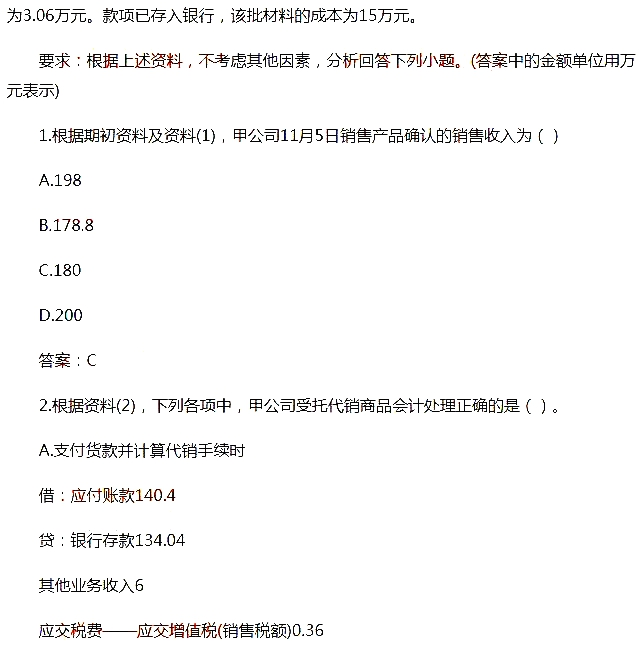 为3.06万元。款项已存入银行，该批材料的成本为15万元。
要求：根据上述资料，不考虑其他因素，分析回答下列小题。(答案中的金额单位用万
元表示)
1.根据期初资料及资料(1)，甲公司11月5日销售产品确认的销售收入为（ ）
A.198
B.178.8
C.180
D.200
答案：C
2.根据资料(2)，下列各项中，甲公司受托代销商品会计处理正确的是（ ）。
A.支付货款并计算代销手续时
借：应付账款140.4
贷：银行存款134.04
其他业务收入6
应交税费——应交增值税(销售税额)0.36